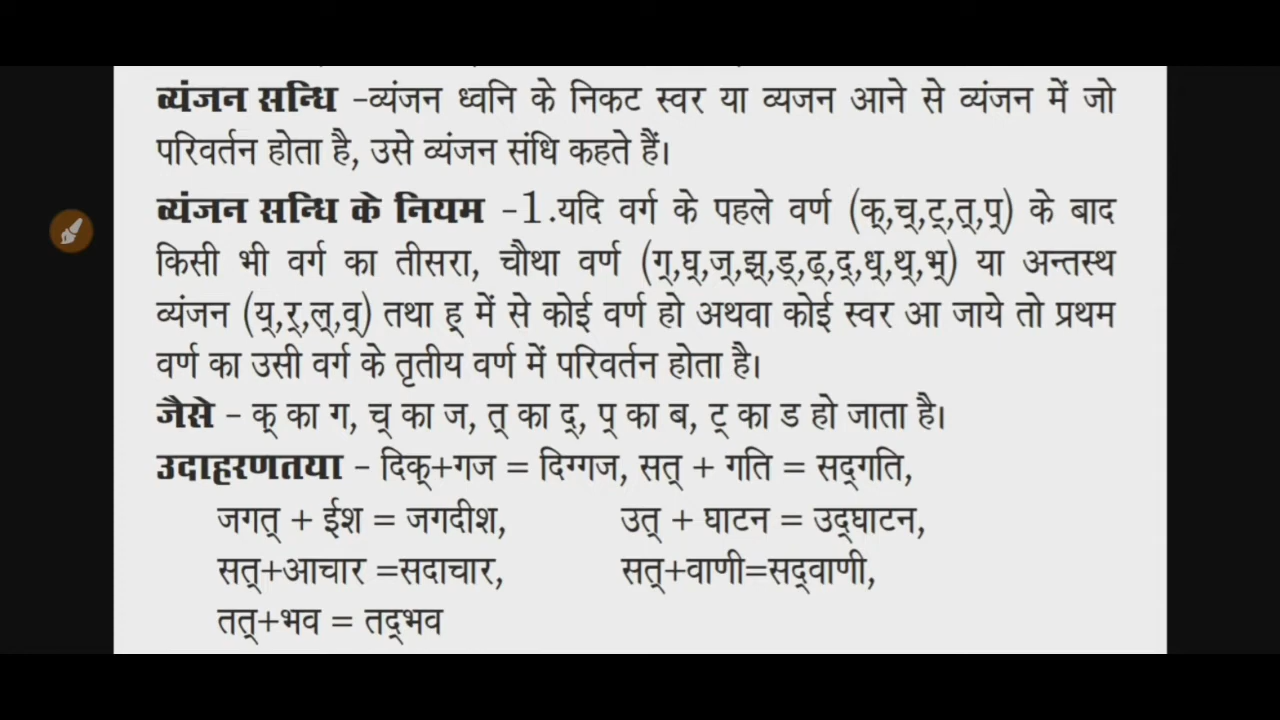 व्यंजन सन्धि -व्यंजन ध्वनि के निकट स्वर या व्यजन आने से व्यंजन में जो
परिवर्तन होता है, उसे व्यंजन संधि कहते हैं।
व्यंजन सन्धि के नियम -1.यदि वर्ग के पहले वर्ण (क्,च्,ट्,त्,प्) के बाद
किसी भी वर्ग का तीसरा, चौथा वर्ण (ग्,घ्,ज्,झ्,ड्,ढ्,द्,ध्,थ्,भ्) या अन्तस्थ
व्यंजन (य्,र्,ल्,व्) तथा ह् में से कोई वर्ण हो अथवा कोई स्वर आ जाये तो प्रथम
वर्ण का उसी वर्ग के तृतीय वर्ण में परिवर्तन होता है।
जैसे - क् का ग, च् का ज, त् का द्, प् का ब, ट् का ड हो जाता है।
उदाहरणतया - दिक्+गज = दिग्गज, सत् + गति = सद्‌गति,
जगत् + ईश = जगदीश, उत् + घाटन = उद्‌घाटन,
सत्+आचार =सदाचार, सत्+वाणी=सद्‌वाणी,
तत्+भव = तद्‌भव